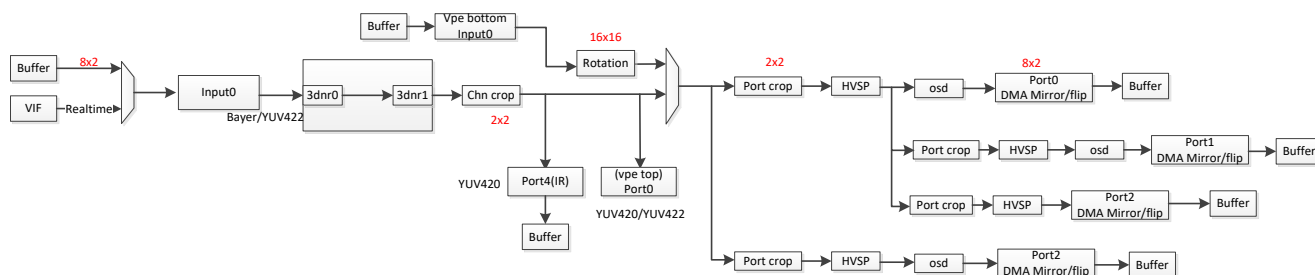 Buffer
Vpe bottom
Input0
16x16
Buffer
8x2
Rotation
2x2
8x2
VIF
Realtime
Input0
Bayer/YUV422
3dnr0
3dnr1
Chn crop
2x2
Port crop
HVSP
osd
Port0
DMA Mirror/flip
Buffer
Port crop
HVSP
osd
Port1
DMA Mirror/flip
Buffer
YUV420
Port4(IR)
(vpe top)
Port0
YUV420/YUV422
Buffer
Port crop
HVSP
Port2
DMA Mirror/flip
Buffer
Port crop
HVSP
osd
Port2
DMA Mirror/flip
Buffer